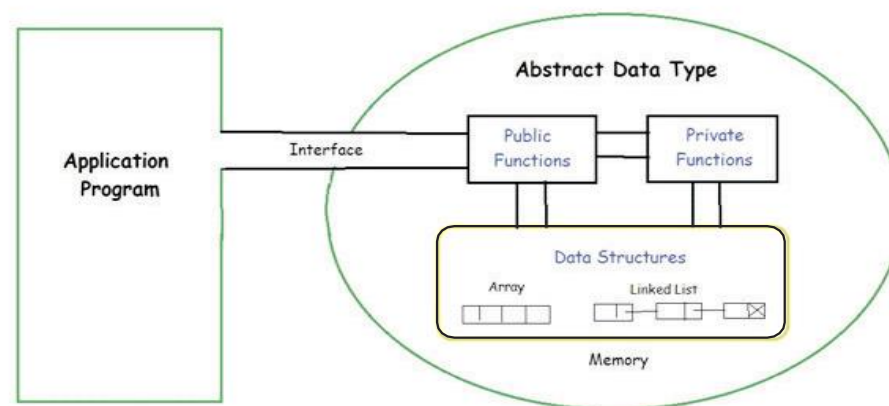 Abstract Data Type
Application
Program
Interface
Public
Functions
Private
Functions
Data Structures
Array
Linked List
Memory